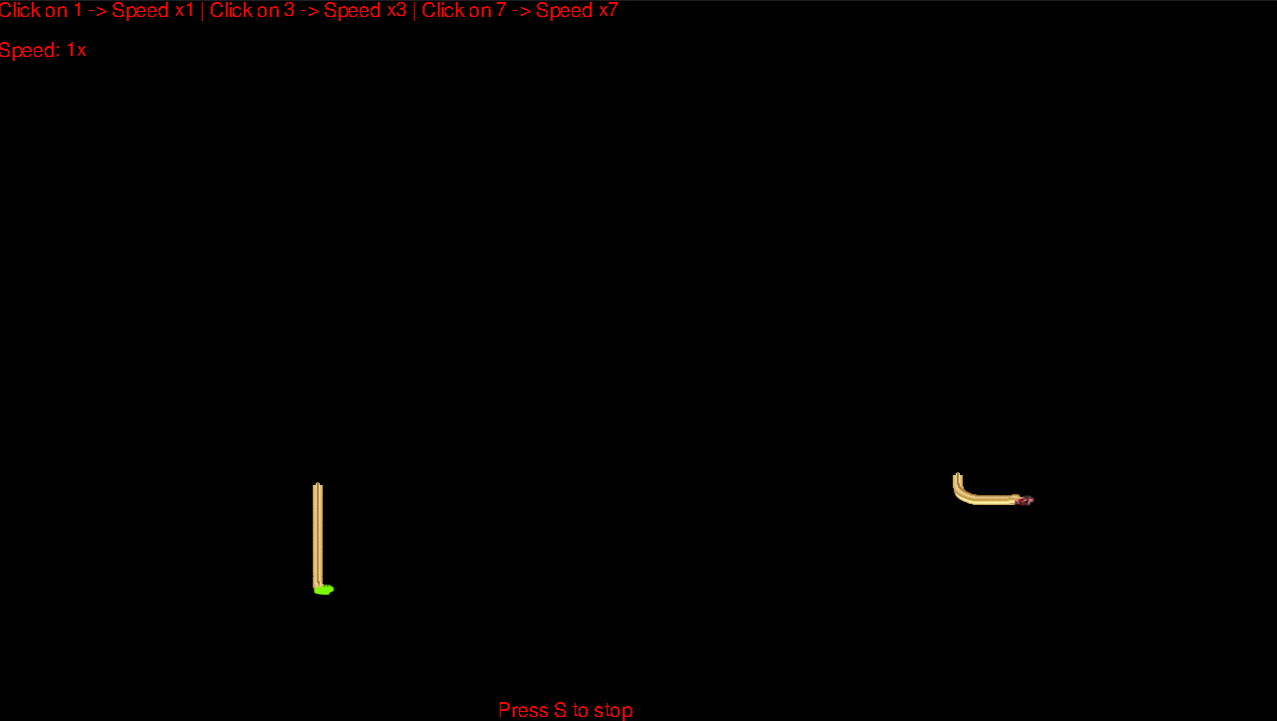 Click on 1 -> Speed x1 | Click on 3 -> Speed x3 | Click on 7 -> Speed x7
Speed: 1x
Press S to stop